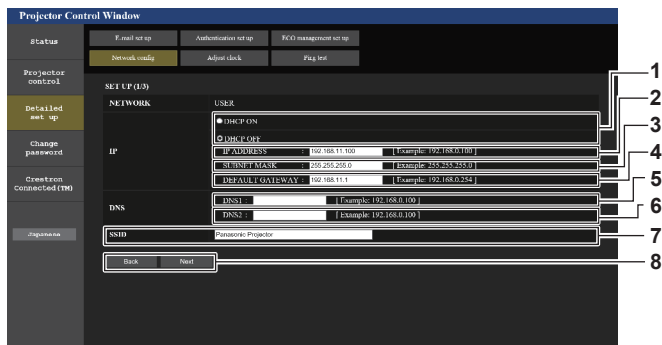 Projector Control Window
Status
Projector control
Detailed set up
Change password
Crestron Connected(TM)
Japanese
E-mail set up
Authentication set up
ECO management set up
Network config
Adjust clock
Ping test
SET UP (1/3)
NETWORK USER
IP
DHCP ON
DHCP OFF
IP ADDRESS : 192.168.11.100 [ Example: 192.168.0.100 ]
SUBNET MASK : 255.255.255.0 [ Example: 255.255.255.0 ]
DEFAULT GATEWAY : 192.168.11.1 [ Example: 192.168.0.254 ]
DNS
DNS1 : [ Example: 192.168.0.100 ]
DNS2 : [ Example: 192.168.0.100 ]
SSID Panasonic Projector
Back Next
1
2
3
4
5
6
7
8